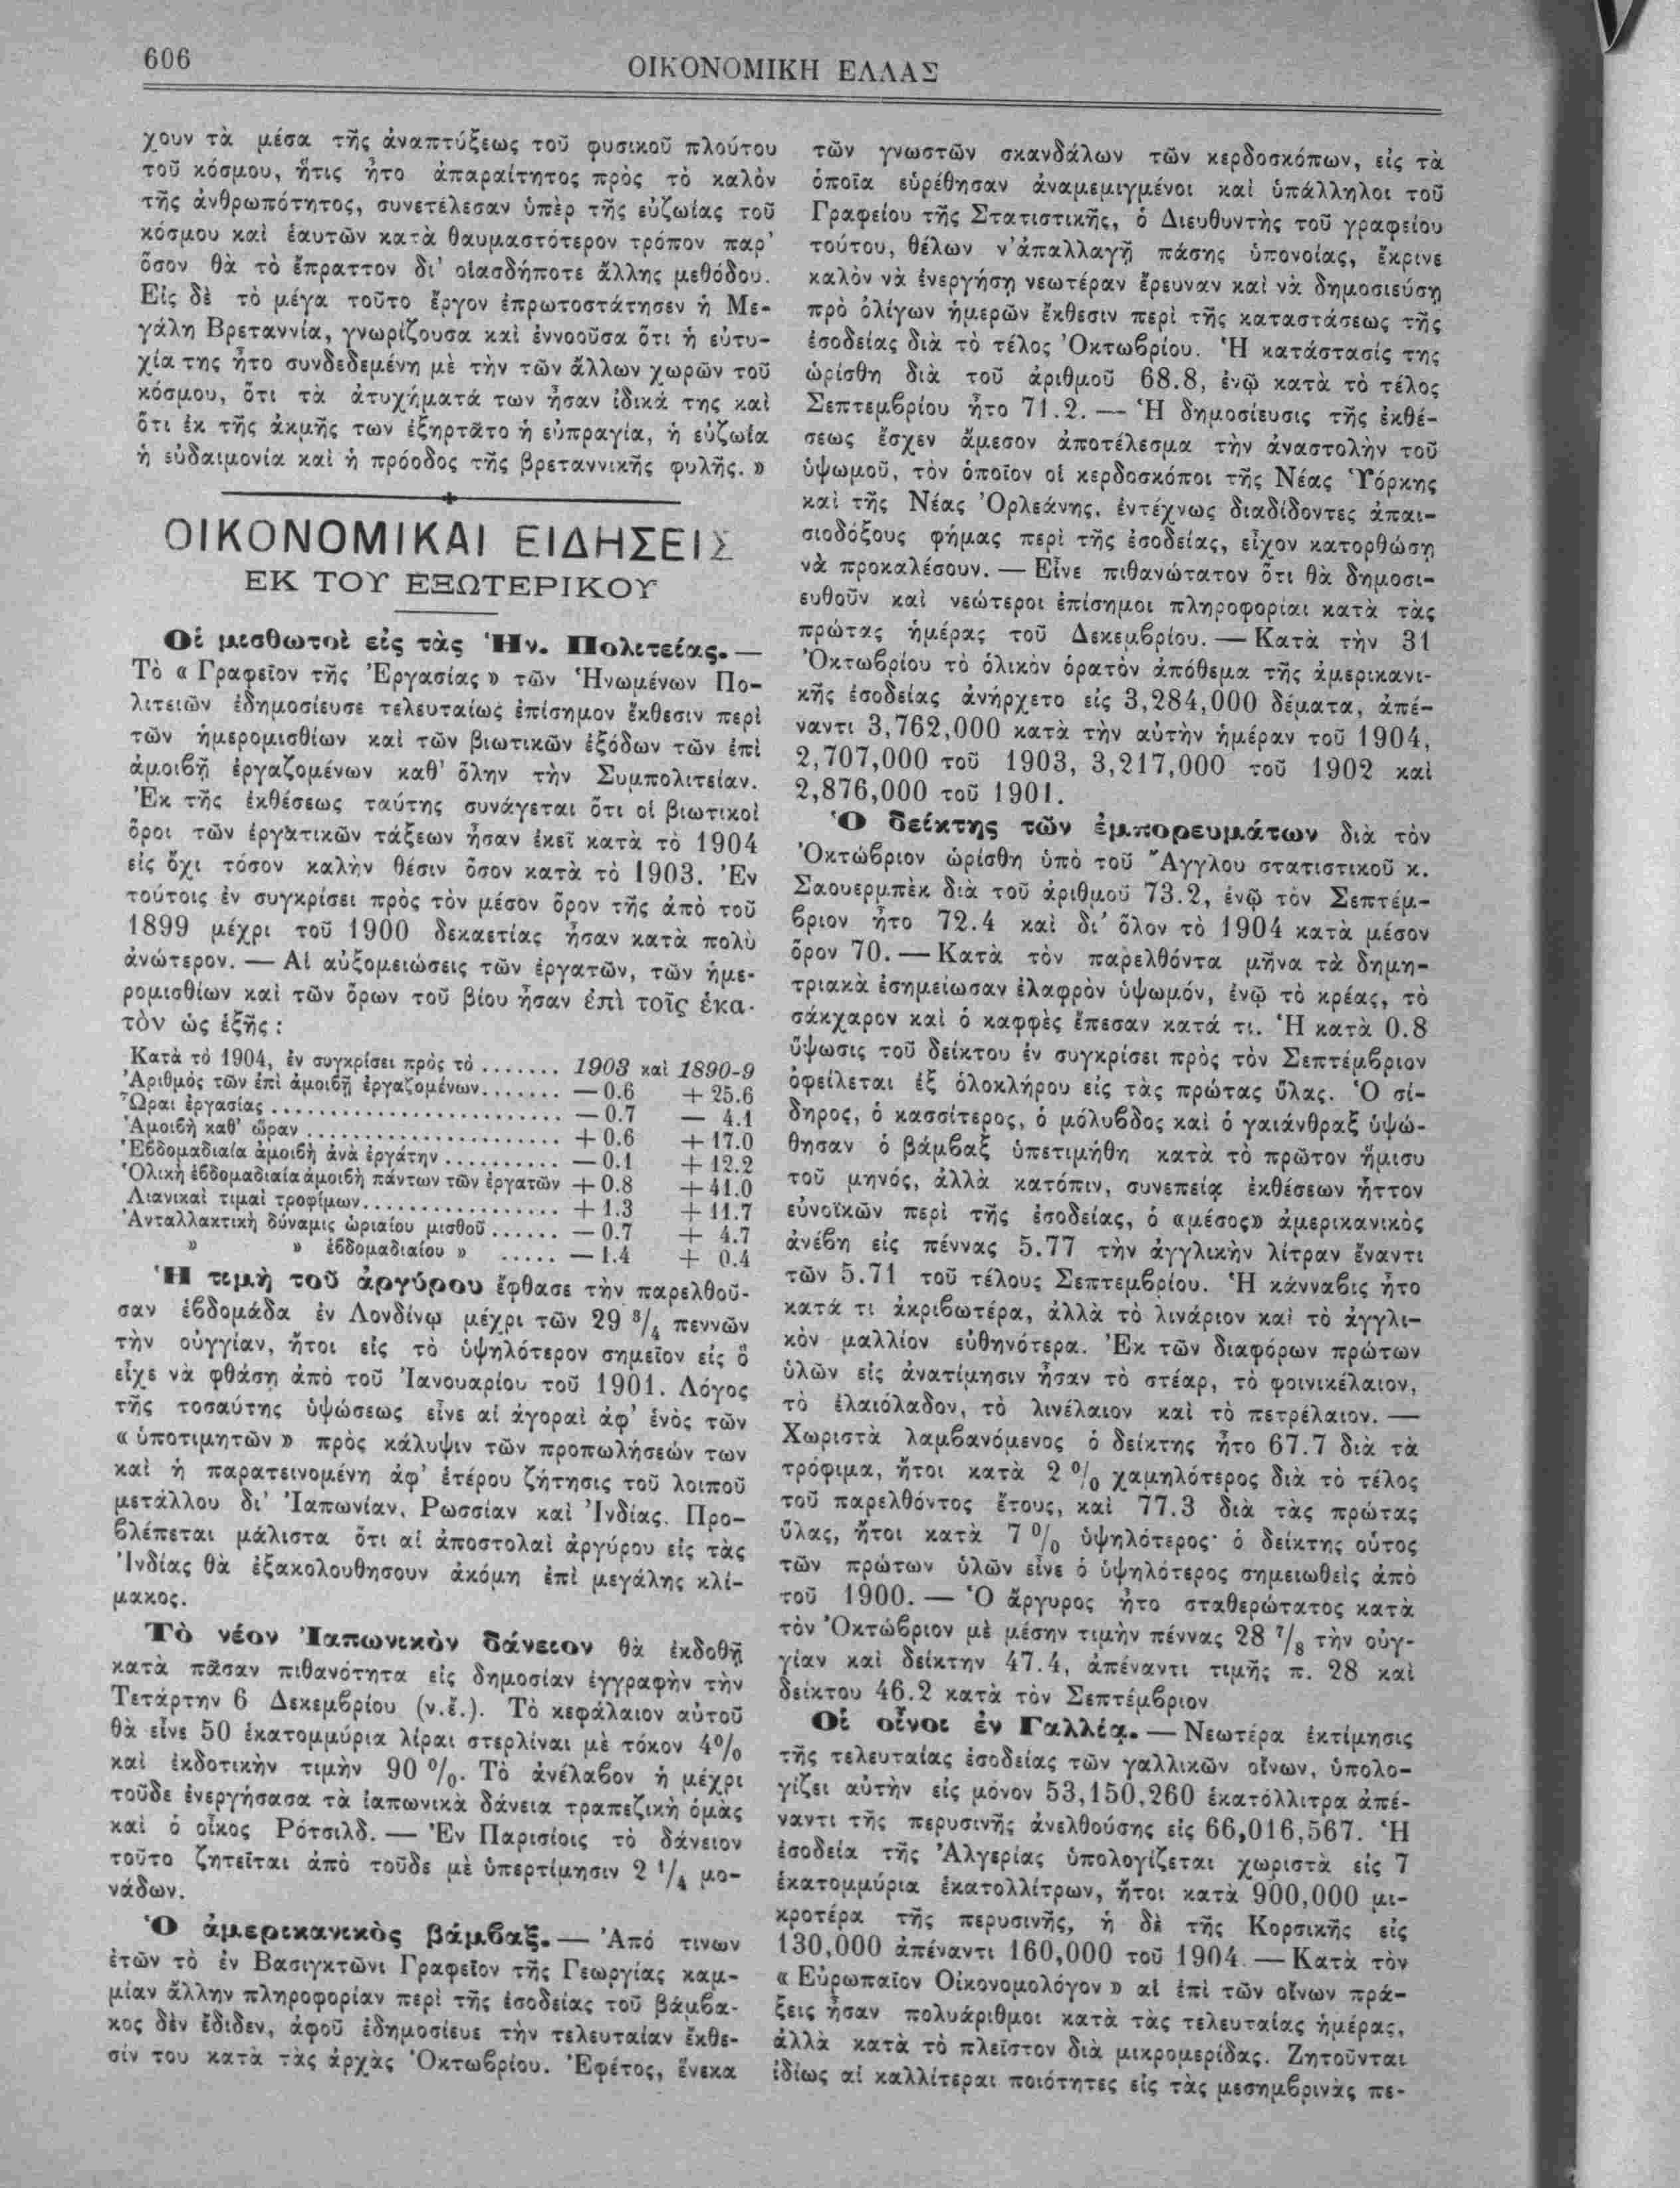 606
ΟΙΚΟΝΟΜΙΚΗ ΕΛΛΑΣ
χουν τὰ μέσα τῆς ἀναπτύξεως τοῦ φυσικοῦ πλούτου
τοῦ κόσμου, ἥτις ἦτο ἀπαραίτητος πρὸς τὸ καλὸν
τῆς ἀνθρωπότητος, συνετέλεσαν ὑπὲρ τῆς εὐζωίας τοῦ
κόσμου καὶ ἑαυτῶν κατὰ θαυμαστότερον τρόπον παρ'
ὅσον θὰ τὸ ἔπραττον δι' οἱασδήποτε ἄλλης μεθόδου.
Εἰς δὲ τὸ μέγα τοῦτο ἔργον ἐπρωτοστάτησεν ἡ Με-
γάλη Βρεταννία, γνωρίζουσα καὶ ἐννοοῦσα ὅτι ἡ εὐτυ-
χία της ἦτο συνδεδεμένη μὲ τὴν τῶν ἄλλων χωρῶν τοῦ
κόσμου, ὅτι τὰ ἀτυχήματά των ἦσαν ἰδικά της καὶ
ὅτι ἐκ τῆς ἀκμῆς των ἐξηρτᾶτο ἡ εὐπραγία, ἡ εὐζωία
ἡ εὐδαιμονία καὶ ἡ πρόοδος τῆς βρεταννικῆς φυλῆς. »
ΟΙΚΟΝΟΜΙΚΑΙ ΕΙΔΗΣΕΙΣ
ΕΚ ΤΟΥ ΕΞΩΤΕΡΙΚΟΥ
Οἱ μισθωτοὶ εἰς τὰς Ἡν. Πολιτείας. —
Τὸ « Γραφεῖον τῆς Ἐργασίας » τῶν Ἡνωμένων Πο-
λιτειῶν ἐδημοσίευσε τελευταίως ἐπίσημον ἔκθεσιν περὶ
τῶν ἡμερομισθίων καὶ τῶν βιωτικῶν ἐξόδων τῶν ἐπὶ
ἀμοιβῇ ἐργαζομένων καθ' ὅλην τὴν Συμπολιτείαν.
Ἐκ τῆς ἐκθέσεως ταύτης συνάγεται ὅτι οἱ βιωτικοὶ
ὅροι τῶν ἐργατικῶν τάξεων ἦσαν ἐκεῖ κατὰ τὸ 1904
εἰς ὄχι τόσον καλὴν θέσιν ὅσον κατὰ τὸ 1903. Ἐν
τούτοις ἐν συγκρίσει πρὸς τὸν μέσον ὅρον τῆς ἀπὸ τοῦ
1899 μέχρι τοῦ 1900 δεκαετίας ἦσαν κατὰ πολὺ
ἀνώτερον. — Αἱ αὐξομειώσεις τῶν ἐργατῶν, τῶν ἡμε-
ρομισθίων καὶ τῶν ὅρων τοῦ βίου ἦσαν ἐπὶ τοῖς ἑκα-
τὸν ὡς ἑξῆς :
Κατὰ τὸ 1904, ἐν συγκρίσει πρὸς τὸ ....... 1903 καὶ 1890-9
Ἀριθμὸς τῶν ἐπὶ ἀμοιβῇ ἐργαζομένων....... — 0.6 + 25.6
Ὧραι ἐργασίας ........................... — 0.7 — 4.1
Ἀμοιβὴ καθ' ὥραν ........................ + 0.6 + 17.0
Ἑβδομαδιαία ἀμοιβὴ ἀνὰ ἐργάτην .......... — 0.1 + 12.2
Ὁλικὴ ἑβδομαδιαία ἀμοιβὴ πάντων τῶν ἐργατῶν + 0.8 + 41.0
Λιανικαὶ τιμαὶ τροφίμων.................. + 1.3 + 11.7
Ἀνταλλακτικὴ δύναμις ὡριαίου μισθοῦ ...... — 0.7 + 4.7
» » ἑβδομαδιαίου » ..... — 1.4 + 0.4
Ἡ τιμὴ τοῦ ἀργύρου ἔφθασε τὴν παρελθοῦ-
σαν ἑβδομάδα ἐν Λονδίνῳ μέχρι τῶν 29 3/4 πεννῶν
τὴν οὐγγίαν, ἤτοι εἰς τὸ ὑψηλότερον σημεῖον εἰς ὃ
εἶχε νὰ φθάσῃ ἀπὸ τοῦ Ἰανουαρίου τοῦ 1901. Λόγος
τῆς τοσαύτης ὑψώσεως εἶνε αἱ ἀγοραὶ ἀφ' ἑνὸς τῶν
« ὑποτιμητῶν » πρὸς κάλυψιν τῶν προπωλήσεών των
καὶ ἡ παρατεινομένη ἀφ' ἑτέρου ζήτησις τοῦ λοιποῦ
μετάλλου δι' Ἰαπωνίαν, Ρωσσίαν καὶ Ἰνδίας. Προ-
βλέπεται μάλιστα ὅτι αἱ ἀποστολαὶ ἀργύρου εἰς τὰς
Ἰνδίας θὰ ἐξακολουθησουν ἀκόμη ἐπὶ μεγάλης κλί-
μακος.
Τὸ νέον Ἰαπωνικὸν δάνειον θὰ ἐκδοθῇ
κατὰ πᾶσαν πιθανότητα εἰς δημοσίαν ἐγγραφὴν τὴν
Τετάρτην 6 Δεκεμβρίου (ν.ἔ.). Τὸ κεφάλαιον αὐτοῦ
θὰ εἶνε 50 ἑκατομμύρια λίραι στερλίναι μὲ τόκον 4%
καὶ ἐκδοτικὴν τιμὴν 90 %. Τὸ ἀνέλαβον ἡ μέχρι
τοῦδε ἐνεργήσασα τὰ ἰαπωνικὰ δάνεια τραπεζικὴ ὁμὰς
καὶ ὁ οἶκος Ρότσιλδ. — Ἐν Παρισίοις τὸ δάνειον
τοῦτο ζητεῖται ἀπὸ τοῦδε μὲ ὑπερτίμησιν 2 1/4 μο-
νάδων.
Ὁ ἀμερικανικὸς βάμβαξ. — Ἀπό τινων
ἐτῶν τὸ ἐν Βασιγκτῶνι Γραφεῖον τῆς Γεωργίας καμ-
μίαν ἄλλην πληροφορίαν περὶ τῆς ἐσοδείας τοῦ βάμβα-
κος δὲν ἔδιδεν, ἀφοῦ ἐδημοσίευε τὴν τελευταίαν ἔκθε-
σίν του κατὰ τὰς ἀρχὰς Ὀκτωβρίου. Ἐφέτος, ἕνεκα
τῶν γνωστῶν σκανδάλων τῶν κερδοσκόπων, εἰς τὰ
ὁποῖα εὑρέθησαν ἀναμεμιγμένοι καὶ ὑπάλληλοι τοῦ
Γραφείου τῆς Στατιστικῆς, ὁ Διευθυντὴς τοῦ γραφείου
τούτου, θέλων ν'ἀπαλλαγῇ πάσης ὑπονοίας, ἔκρινε
καλὸν νὰ ἐνεργήσῃ νεωτέραν ἔρευναν καὶ νὰ δημοσιεύσῃ
πρὸ ὀλίγων ἡμερῶν ἔκθεσιν περὶ τῆς καταστάσεως τῆς
ἐσοδείας διὰ τὸ τέλος Ὀκτωβρίου. Ἡ κατάστασίς της
ὡρίσθη διὰ τοῦ ἀριθμοῦ 68.8, ἐνῷ κατὰ τὸ τέλος
Σεπτεμβρίου ἦτο 71.2. — Ἡ δημοσίευσις τῆς ἐκθέ-
σεως ἔσχεν ἄμεσον ἀποτέλεσμα τὴν ἀναστολὴν τοῦ
ὑψωμοῦ, τὸν ὁποῖον οἱ κερδοσκόποι τῆς Νέας Ὑόρκης
καὶ τῆς Νέας Ὀρλεάνης, ἐντέχνως διαδίδοντες ἀπαι-
σιοδόξους φήμας περὶ τῆς ἐσοδείας, εἶχον κατορθώσῃ
νὰ προκαλέσουν. — Εἶνε πιθανώτατον ὅτι θὰ δημοσι-
ευθοῦν καὶ νεώτεροι ἐπίσημοι πληροφορίαι κατὰ τὰς
πρώτας ἡμέρας τοῦ Δεκεμβρίου. — Κατὰ τὴν 31
Ὀκτωβρίου τὸ ὁλικὸν ὁρατὸν ἀπόθεμα τῆς ἀμερικανι-
κῆς ἐσοδείας ἀνήρχετο εἰς 3,284,000 δέματα, ἀπέ-
ναντι 3,762,000 κατὰ τὴν αὐτὴν ἡμέραν τοῦ 1904,
2,707,000 τοῦ 1903, 3,217,000 τοῦ 1902 καὶ
2,876,000 τοῦ 1901.
Ὁ δείκτης τῶν ἐμπορευμάτων διὰ τὸν
Ὀκτώβριον ὡρίσθη ὑπὸ τοῦ Ἄγγλου στατιστικοῦ κ.
Σαουερμπὲκ διὰ τοῦ ἀριθμοῦ 73.2, ἐνῷ τὸν Σεπτέμ-
βριον ἦτο 72.4 καὶ δι' ὅλον τὸ 1904 κατὰ μέσον
ὅρον 70. — Κατὰ τὸν παρελθόντα μῆνα τὰ δημη-
τριακὰ ἐσημείωσαν ἐλαφρὸν ὑψωμόν, ἐνῷ τὸ κρέας, τὸ
σάκχαρον καὶ ὁ καφφὲς ἔπεσαν κατά τι. Ἡ κατὰ 0.8
ὕψωσις τοῦ δείκτου ἐν συγκρίσει πρὸς τὸν Σεπτέμβριον
ὀφείλεται ἐξ ὁλοκλήρου εἰς τὰς πρώτας ὕλας. Ὁ σί-
δηρος, ὁ κασσίτερος, ὁ μόλυβδος καὶ ὁ γαιάνθραξ ὑψώ-
θησαν ὁ βάμβαξ ὑπετιμήθη κατὰ τὸ πρῶτον ἥμισυ
τοῦ μηνός, ἀλλὰ κατόπιν, συνεπείᾳ ἐκθέσεων ἧττον
εὐνοϊκῶν περὶ τῆς ἐσοδείας, ὁ «μέσος» ἀμερικανικὸς
ἀνέβη εἰς πέννας 5.77 τὴν ἀγγλικὴν λίτραν ἔναντι
τῶν 5.71 τοῦ τέλους Σεπτεμβρίου. Ἡ κάνναβις ἦτο
κατά τι ἀκριβωτέρα, ἀλλὰ τὸ λινάριον καὶ τὸ ἀγγλι-
κὸν μαλλίον εὐθηνότερα. Ἐκ τῶν διαφόρων πρώτων
ὑλῶν εἰς ἀνατίμησιν ἦσαν τὸ στέαρ, τὸ φοινικέλαιον,
τὸ ἐλαιόλαδον, τὸ λινέλαιον καὶ τὸ πετρέλαιον. —
Χωριστὰ λαμβανόμενος ὁ δείκτης ἦτο 67.7 διὰ τὰ
τρόφιμα, ἤτοι κατὰ 2 % χαμηλότερος διὰ τὸ τέλος
τοῦ παρελθόντος ἔτους, καὶ 77.3 διὰ τὰς πρώτας
ὕλας, ἤτοι κατὰ 7 % ὑψηλότερος· ὁ δείκτης οὗτος
τῶν πρώτων ὑλῶν εἶνε ὁ ὑψηλότερος σημειωθεὶς ἀπὸ
τοῦ 1900. — Ὁ ἄργυρος ἦτο σταθερώτατος κατὰ
τὸν Ὀκτώβριον μὲ μέσην τιμὴν πέννας 28 7/8 τὴν οὐγ-
γίαν καὶ δείκτην 47.4, ἀπέναντι τιμῆς π. 28 καὶ
δείκτου 46.2 κατὰ τὸν Σεπτέμβριον
Οἱ οἶνοι ἐν Γαλλίᾳ. — Νεωτέρα ἐκτίμησις
τῆς τελευταίας ἐσοδείας τῶν γαλλικῶν οἴνων, ὑπολο-
γίζει αὐτὴν εἰς μόνον 53,150,260 ἑκατόλλιτρα ἀπέ-
ναντι τῆς περυσινῆς ἀνελθούσης εἰς 66,016,567. Ἡ
ἐσοδεία τῆς Ἀλγερίας ὑπολογίζεται χωριστὰ εἰς 7
ἑκατομμύρια ἑκατολλίτρων, ἤτοι κατὰ 900,000 μι-
κροτέρα τῆς περυσινῆς, ἡ δὲ τῆς Κορσικῆς εἰς
130,000 ἀπέναντι 160,000 τοῦ 1904 — Κατὰ τὸν
« Εὐρωπαῖον Οἰκονομολόγον » αἱ ἐπὶ τῶν οἴνων πρά-
ξεις ἦσαν πολυάριθμοι κατὰ τὰς τελευταίας ἡμέρας,
ἀλλὰ κατὰ τὸ πλεῖστον διὰ μικρομερίδας. Ζητοῦνται
ἰδίως αἱ καλλίτεραι ποιότητες εἰς τὰς μεσημβρινὰς πε-